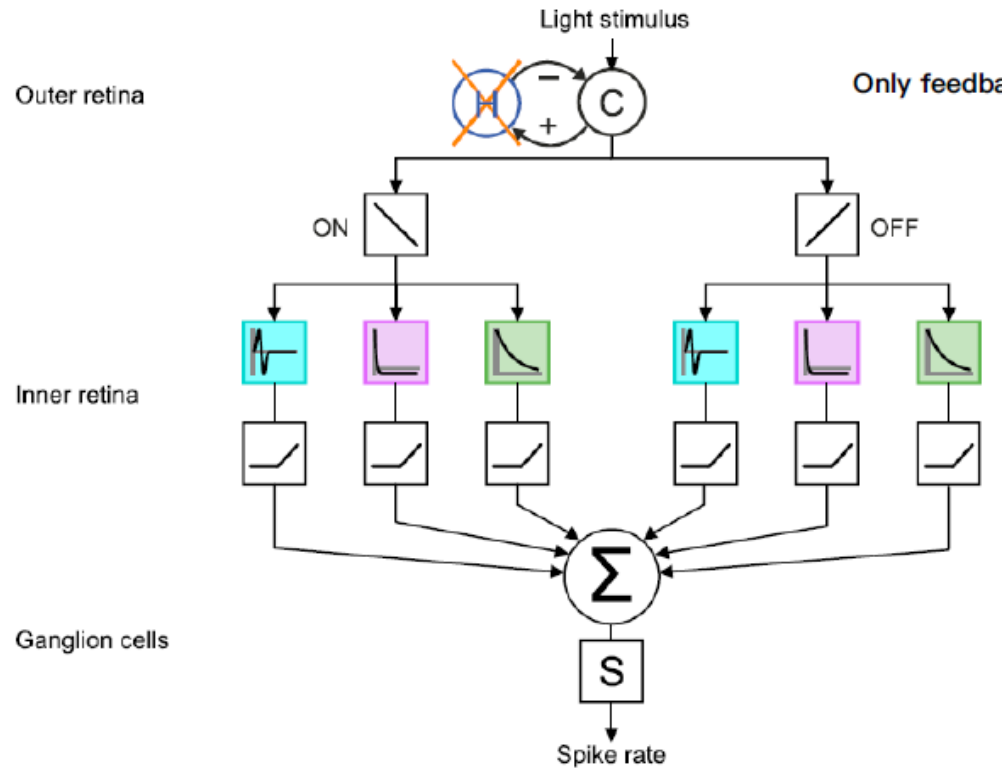 Light stimulus
Outer retina
H
−
+
C
Only feedba
ON
OFF
Inner retina
Σ
Ganglion cells
S
Spike rate